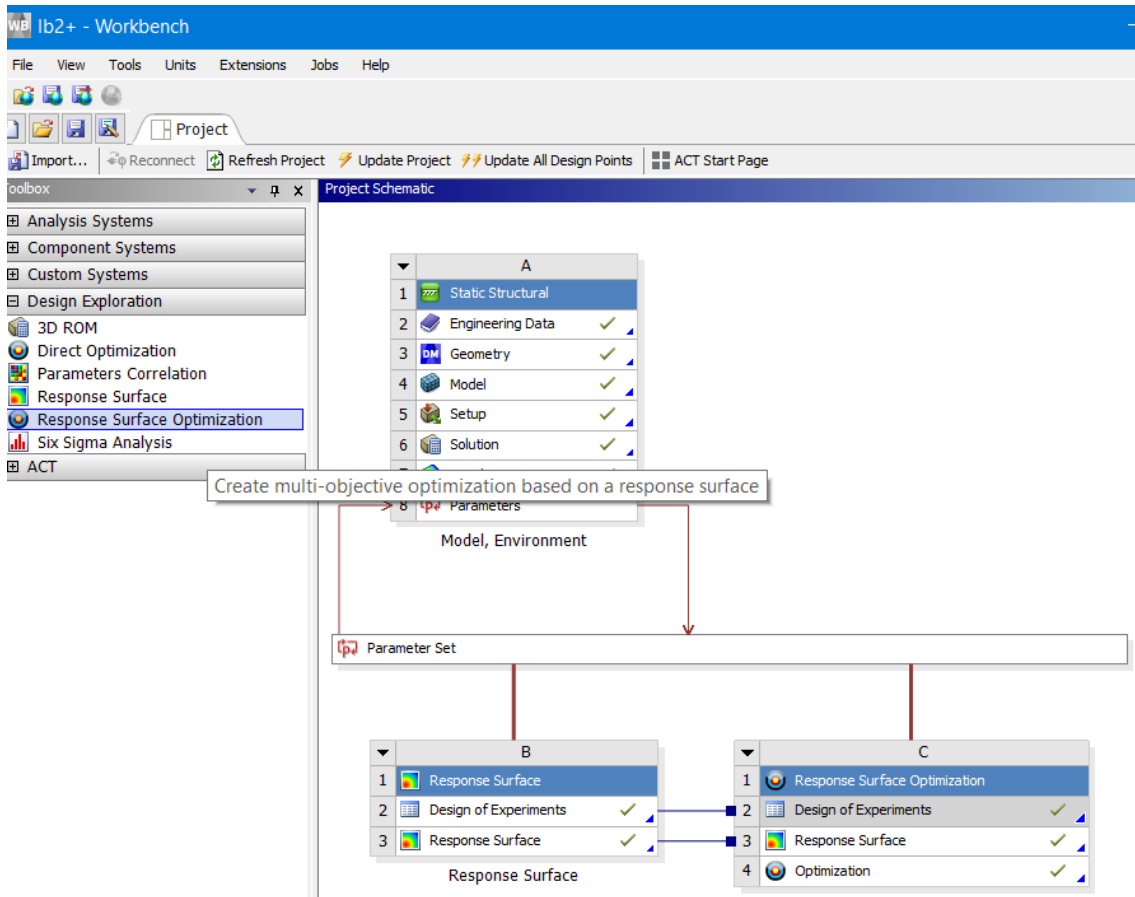 WB lb2+ - Workbench
File View Tools Units Extensions Jobs Help
Project
Import... Reconnect Refresh Project Update Project Update All Design Points ACT Start Page
oolbox
Project Schematic
Analysis Systems
Component Systems
Custom Systems
Design Exploration
3D ROM
Direct Optimization
Parameters Correlation
Response Surface
Response Surface Optimization
Six Sigma Analysis
ACT
Create multi-objective optimization based on a response surface
A
1 Static Structural
2 Engineering Data
3 DM Geometry
4 Model
5 Setup
6 Solution
8 Parameters
Model, Environment
Parameter Set
B
1 Response Surface
2 Design of Experiments
3 Response Surface
Response Surface
C
1 Response Surface Optimization
2 Design of Experiments
3 Response Surface
4 Optimization